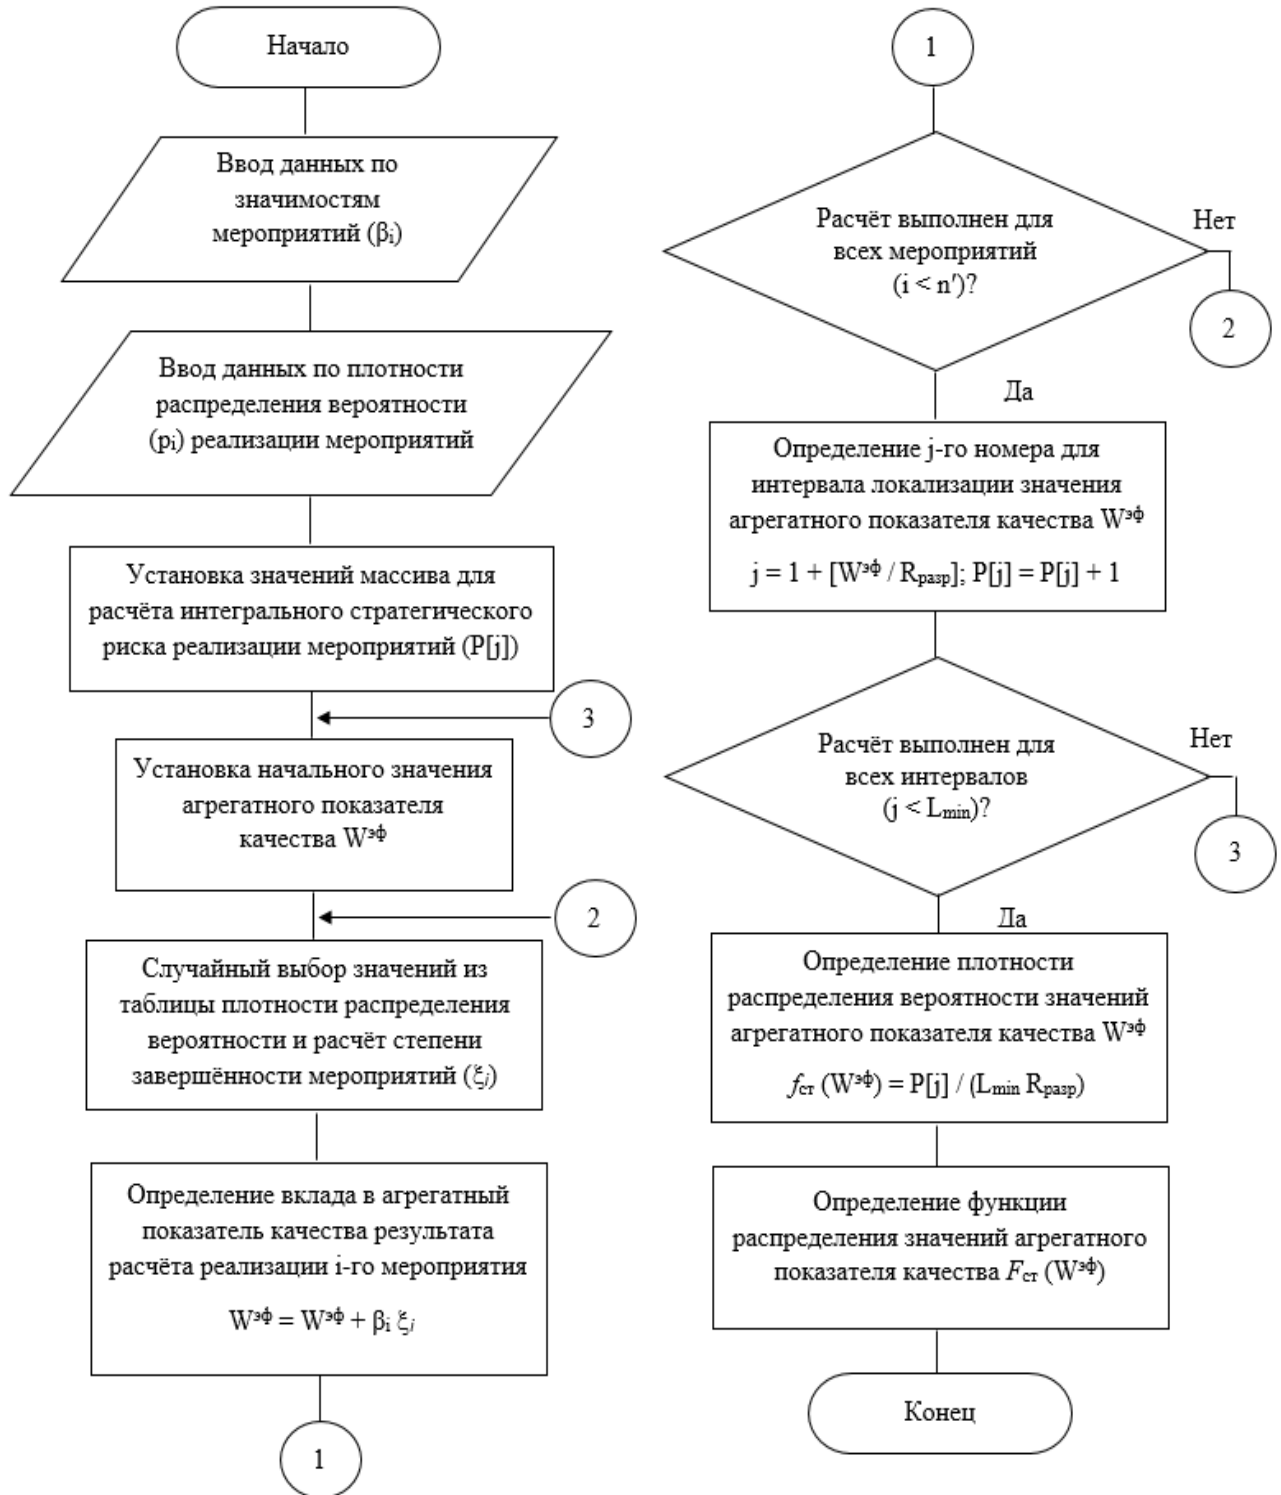 Начало
Ввод данных по
значимостям
мероприятий (βi)
Ввод данных по плотности
распределения вероятности
(pi) реализации мероприятий
Установка значений массива для
расчёта интегрального стратегического
риска реализации мероприятий (P[j])
3
Установка начального значения
агрегатного показателя
качества Wэф
2
Случайный выбор значений из
таблицы плотности распределения
вероятности и расчёт степени
завершённости мероприятий (ξi)
Определение вклада в агрегатный
показатель качества результата
расчёта реализации i-го мероприятия
Wэф = Wэф + βi ξi
1
1
Расчёт выполнен для
всех мероприятий
(i < n′)?
Нет
2
Да
Определение j-го номера для
интервала локализации значения
агрегатного показателя качества Wэф
j = 1 + [Wэф / Rразр]; P[j] = P[j] + 1
Расчёт выполнен для
всех интервалов
(j < Lmin)?
Нет
3
Да
Определение плотности
распределения вероятности значений
агрегатного показателя качества Wэф
fст (Wэф) = P[j] / (Lmin Rразр)
Определение функции
распределения значений агрегатного
показателя качества Fст (Wэф)
Конец